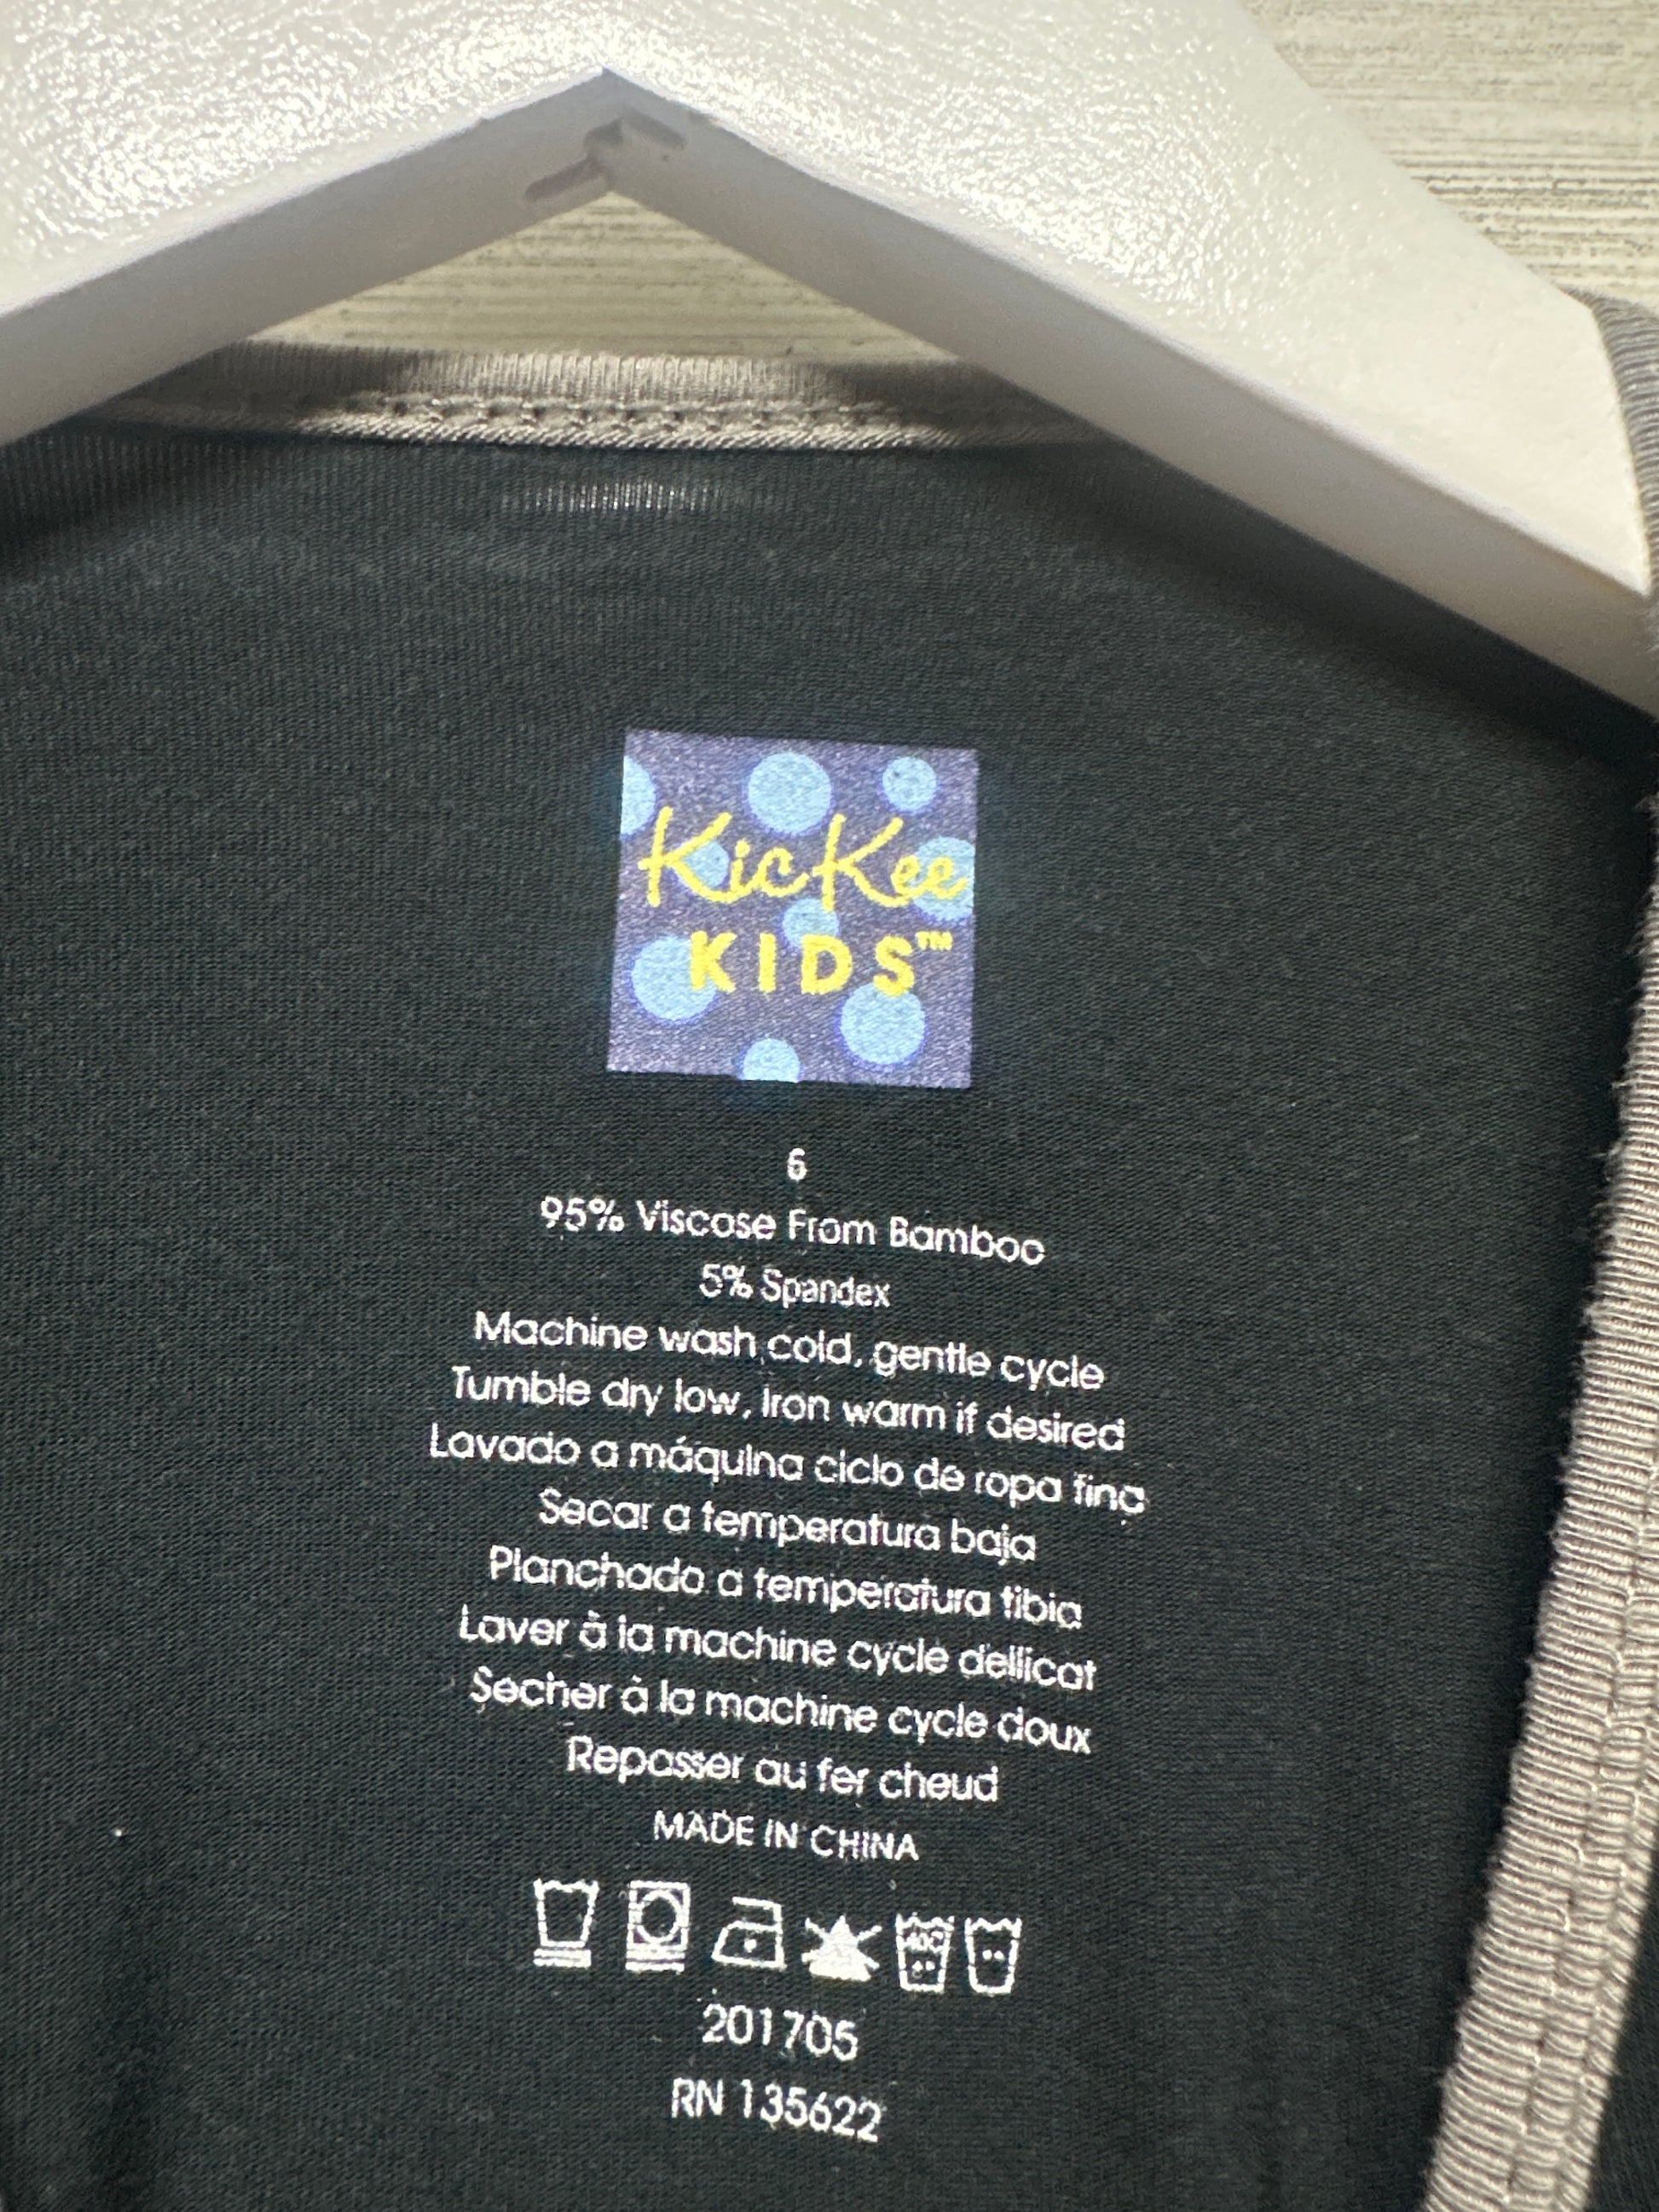 KicKee
KIDS™
6
95% Viscose From Bamboo
5% Spandex
Machine wash cold, gentle cycle
Tumble dry low, Iron warm if desired
Lavado a máquina ciclo de ropa fina
Secar a temperatura baja
Planchado a temperatura tibia
Laver à la machine cycle dellicat
Secher à la machine cycle doux
Repasser au fer cheud
MADE IN CHINA
40C
201705
RN 135622